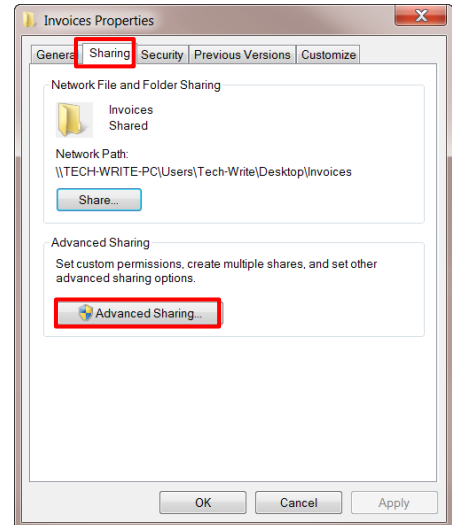 Invoices Properties
General Sharing Security Previous Versions Customize
Network File and Folder Sharing
Invoices
Shared
Network Path:
\\TECH-WRITE-PC\Users\Tech-Write\Desktop\Invoices
Share...
Advanced Sharing
Set custom permissions, create multiple shares, and set other
advanced sharing options.
Advanced Sharing...
OK Cancel Apply